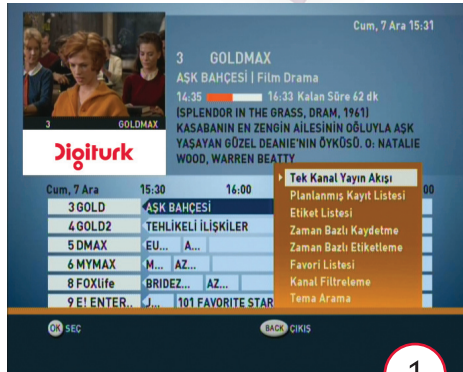 Cum, 7 Ara 15:31
3 GOLDMAX
AŞK BAHÇESİ | Film Drama
14:35 16:33 Kalan Süre 62 dk
(SPLENDOR IN THE GRASS, DRAM, 1961)
KASABANIN EN ZENGİN AİLESİNİN OĞLUYLA AŞK
YAŞAYAN GÜZEL DEANIE'NIN ÖYKÜSÜ. O: NATALIE
WOOD, WARREN BEATTY
3 GOLDMAX
Digiturk
Cum, 7 Ara 15:30 16:00 00
3 GOLD AŞK BAHÇESİ
4 GOLD2 TEHLİKELİ İLİŞKİLER
5 DMAX EU... A...
6 MYMAX M... AZ...
8 FOXlife BRIDEZ... AZ...
9 E! ENTER.. J... 101 FAVORITE STAR
Tek Kanal Yayın Akışı
Planlanmış Kayıt Listesi
Etiket Listesi
Zaman Bazlı Kaydetme
Zaman Bazlı Etiketleme
Favori Listesi
Kanal Filtreleme
Tema Arama
OK SEÇ BACK ÇIKIŞ
1